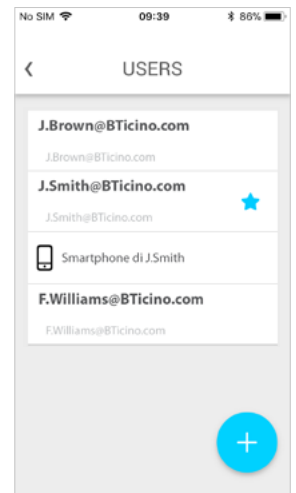 No SIM 09:39 86%
USERS
J.Brown@BTicino.com
J.Brown@BTicino.com
J.Smith@BTicino.com
J.Smith@BTicino.com
Smartphone di J.Smith
F.Williams@BTicino.com
F.Williams@BTicino.com